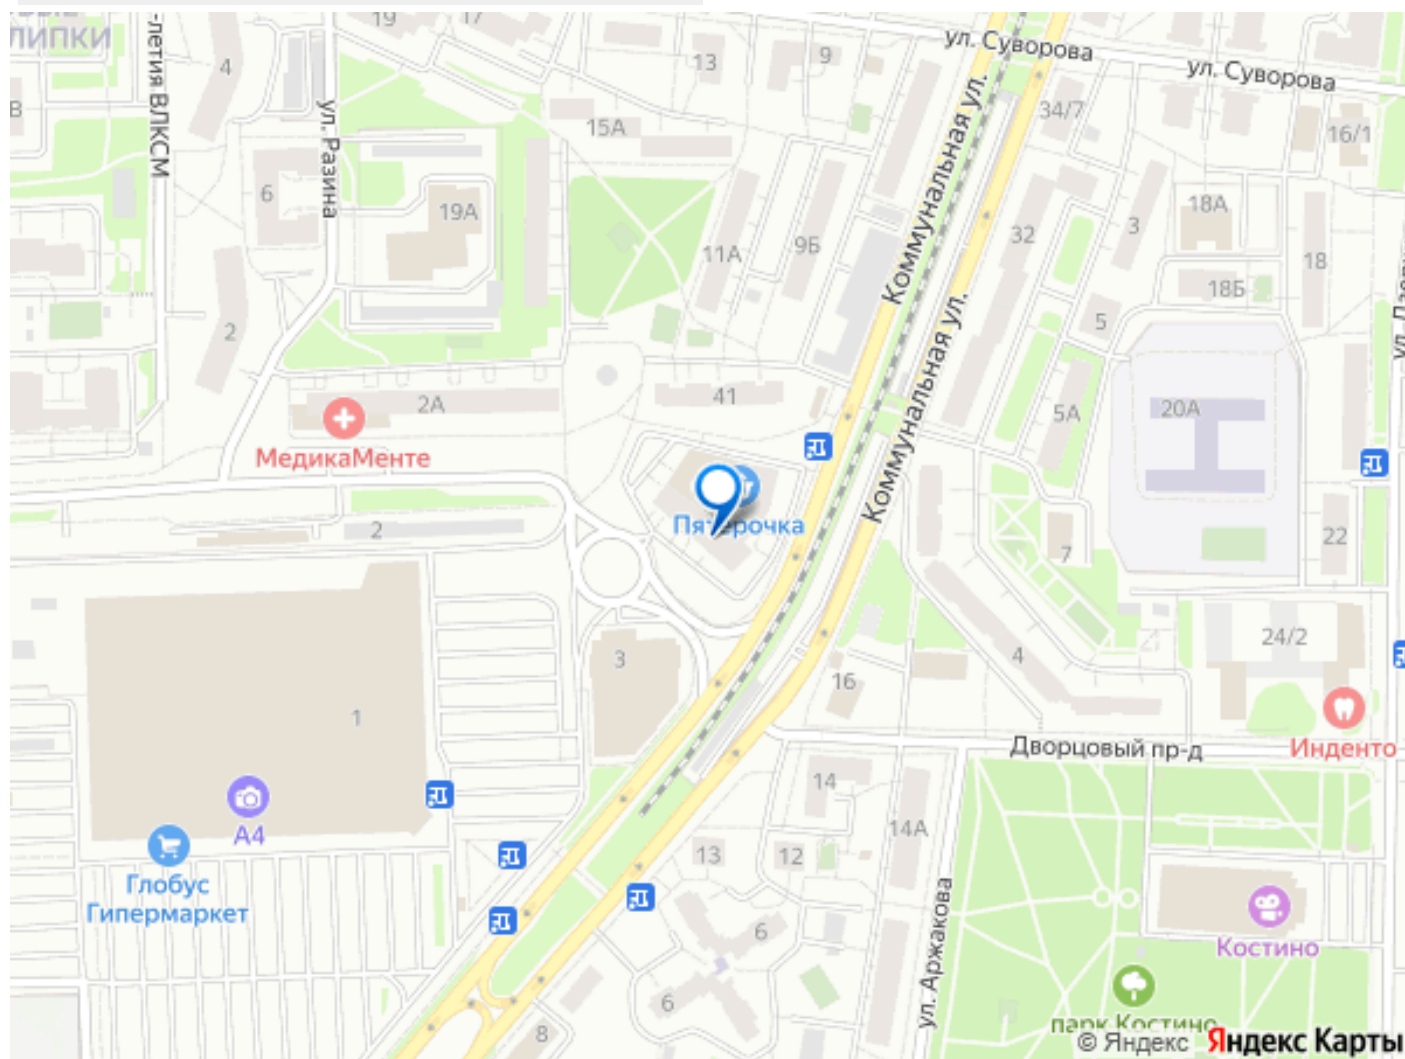 ЛИПКИ
-летия ВЛКСМ
4
ул. Разина
19
17
13
9
ул. Суворова
ул. Суворова
34/7
16/1
15А
6
19А
11А
9Б
Коммунальная ул.
32
3
18А
18
18Б
5
2
2А
41
5А
20А
МедикаМенте
Коммунальная ул.
Пятёрочка
2
7
22
24/2
3
4
16
1
Дворцовый пр-д
Инденто
14
14А
А4
13
12
Глобус
Гипермаркет
6
6
8
ул. Аржакова
Костино
парк Костино
© Яндекс Яндекс Карты